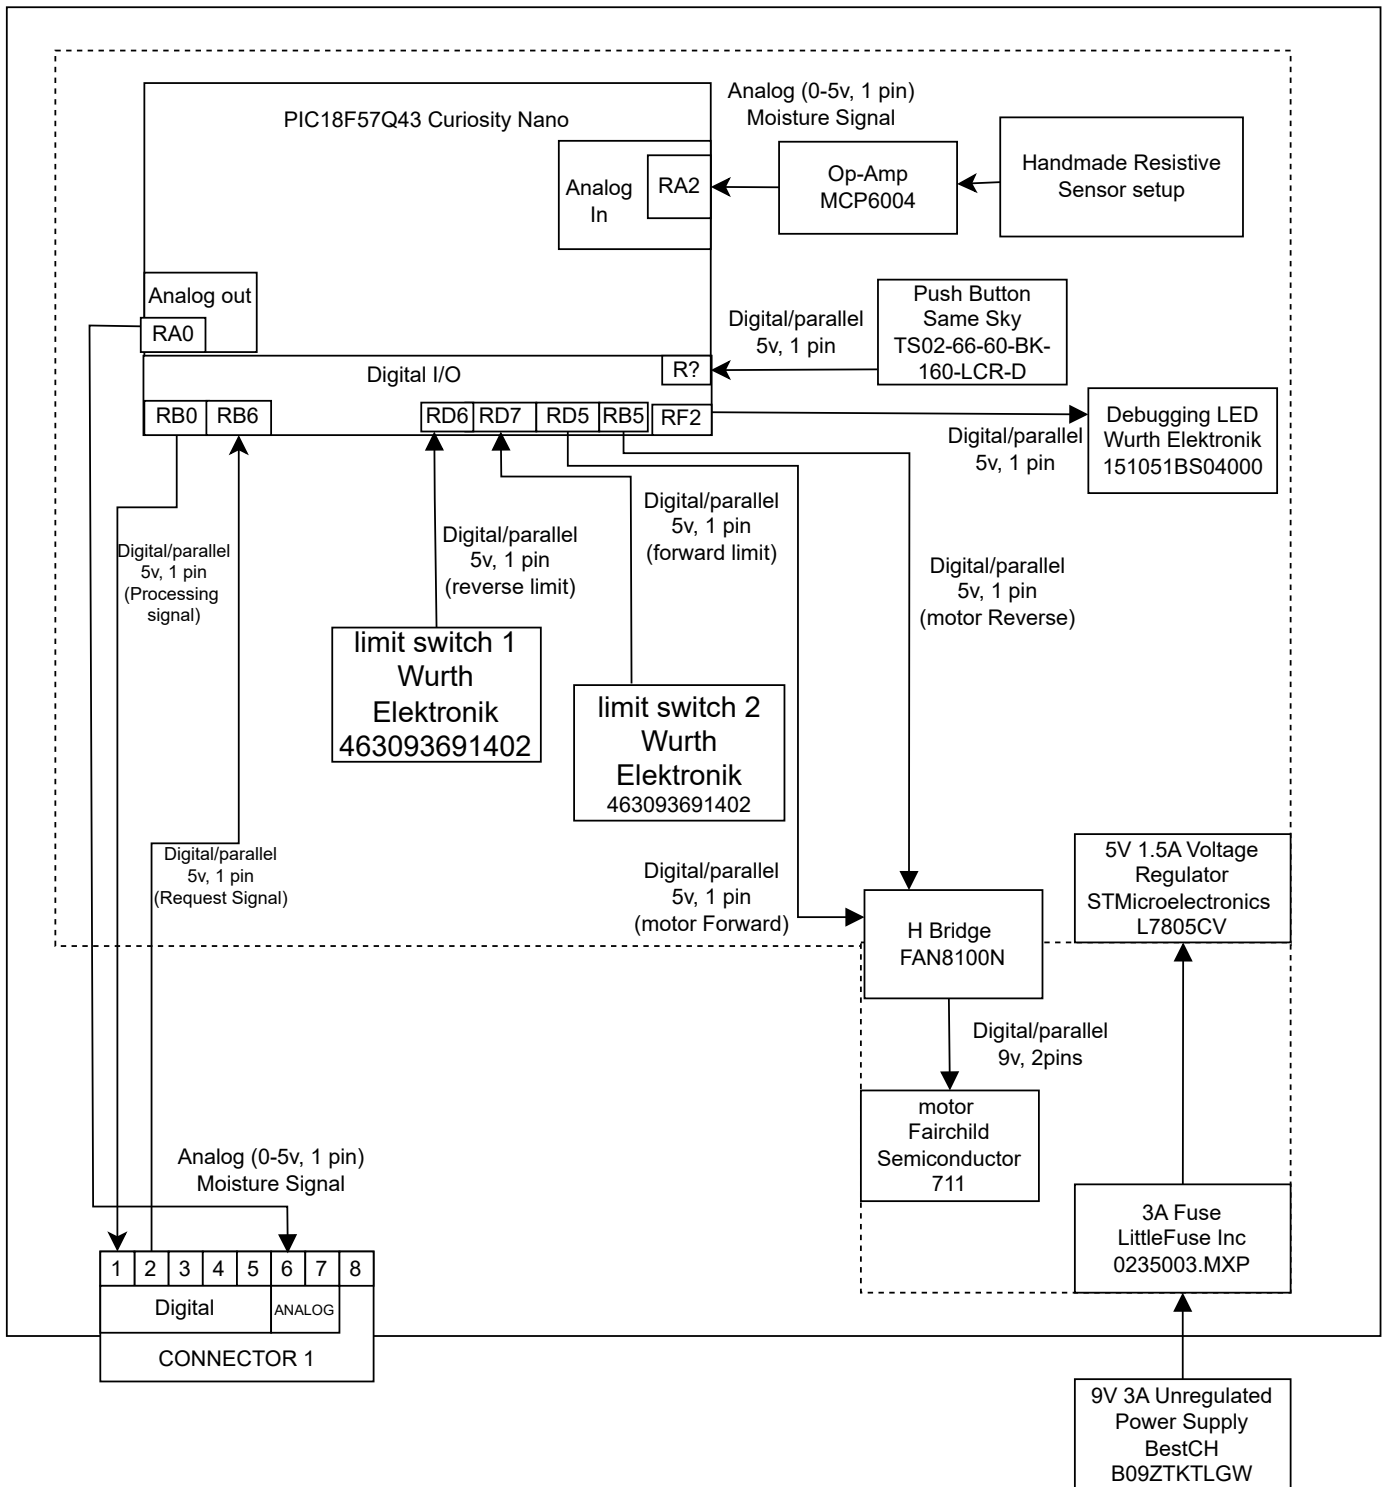 PIC18F57Q43 Curiosity Nano
Analog (0-5v, 1 pin)
Moisture Signal
Analog
In
RA2
Op-Amp
MCP6004
Handmade Resistive
Sensor setup
Analog out
RA0
Digital/parallel
5v, 1 pin
Push Button
Same Sky
TS02-66-60-BK-
160-LCR-D
Digital I/O
R?
RB0
RB6
RD6
RD7
RD5
RB5
RF2
Digital/parallel
5v, 1 pin
Debugging LED
Wurth Elektronik
151051BS04000
Digital/parallel
5v, 1 pin
(Processing
signal)
Digital/parallel
5v, 1 pin
(reverse limit)
Digital/parallel
5v, 1 pin
(forward limit)
Digital/parallel
5v, 1 pin
(motor Reverse)
limit switch 1
Wurth
Elektronik
463093691402
limit switch 2
Wurth
Elektronik
463093691402
Digital/parallel
5v, 1 pin
(Request Signal)
Digital/parallel
5v, 1 pin
(motor Forward)
H Bridge
FAN8100N
5V 1.5A Voltage
Regulator
STMicroelectronics
L7805CV
Digital/parallel
9v, 2pins
motor
Fairchild
Semiconductor
711
Analog (0-5v, 1 pin)
Moisture Signal
3A Fuse
LittleFuse Inc
0235003.MXP
1 2 3 4 5 6 7 8
Digital
ANALOG
CONNECTOR 1
9V 3A Unregulated
Power Supply
BestCH
B09ZTKTLGW